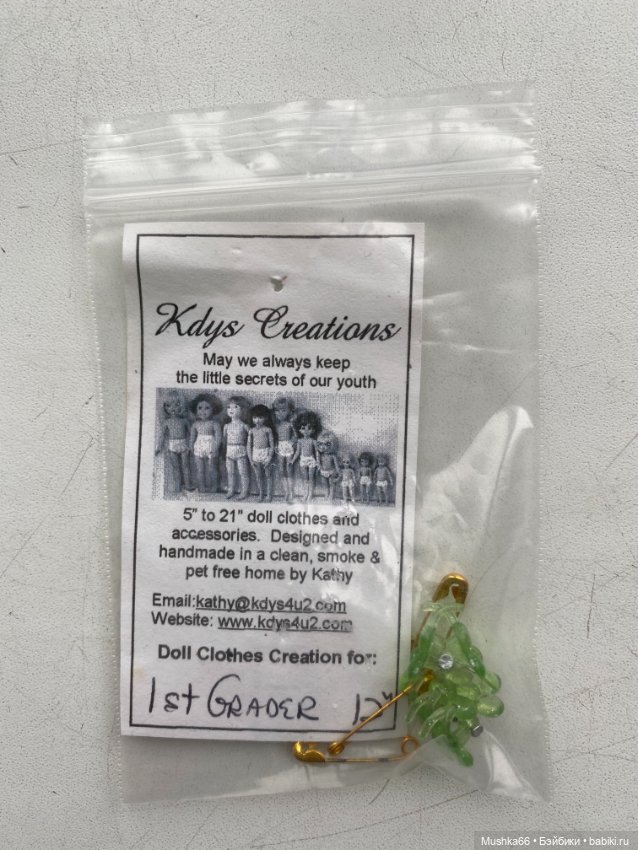 Kdys Creations
May we always keep
the little secrets of our youth
5" to 21" doll clothes and
accessories. Designed and
handmade in a clean, smoke &
pet free home by Kathy
Email:kathy@kdys4u2.com
Website: www.kdys4u2.com
Doll Clothes Creation for:
1st GRADER 12"
Mushka66 • Бэйбики • babiki.ru